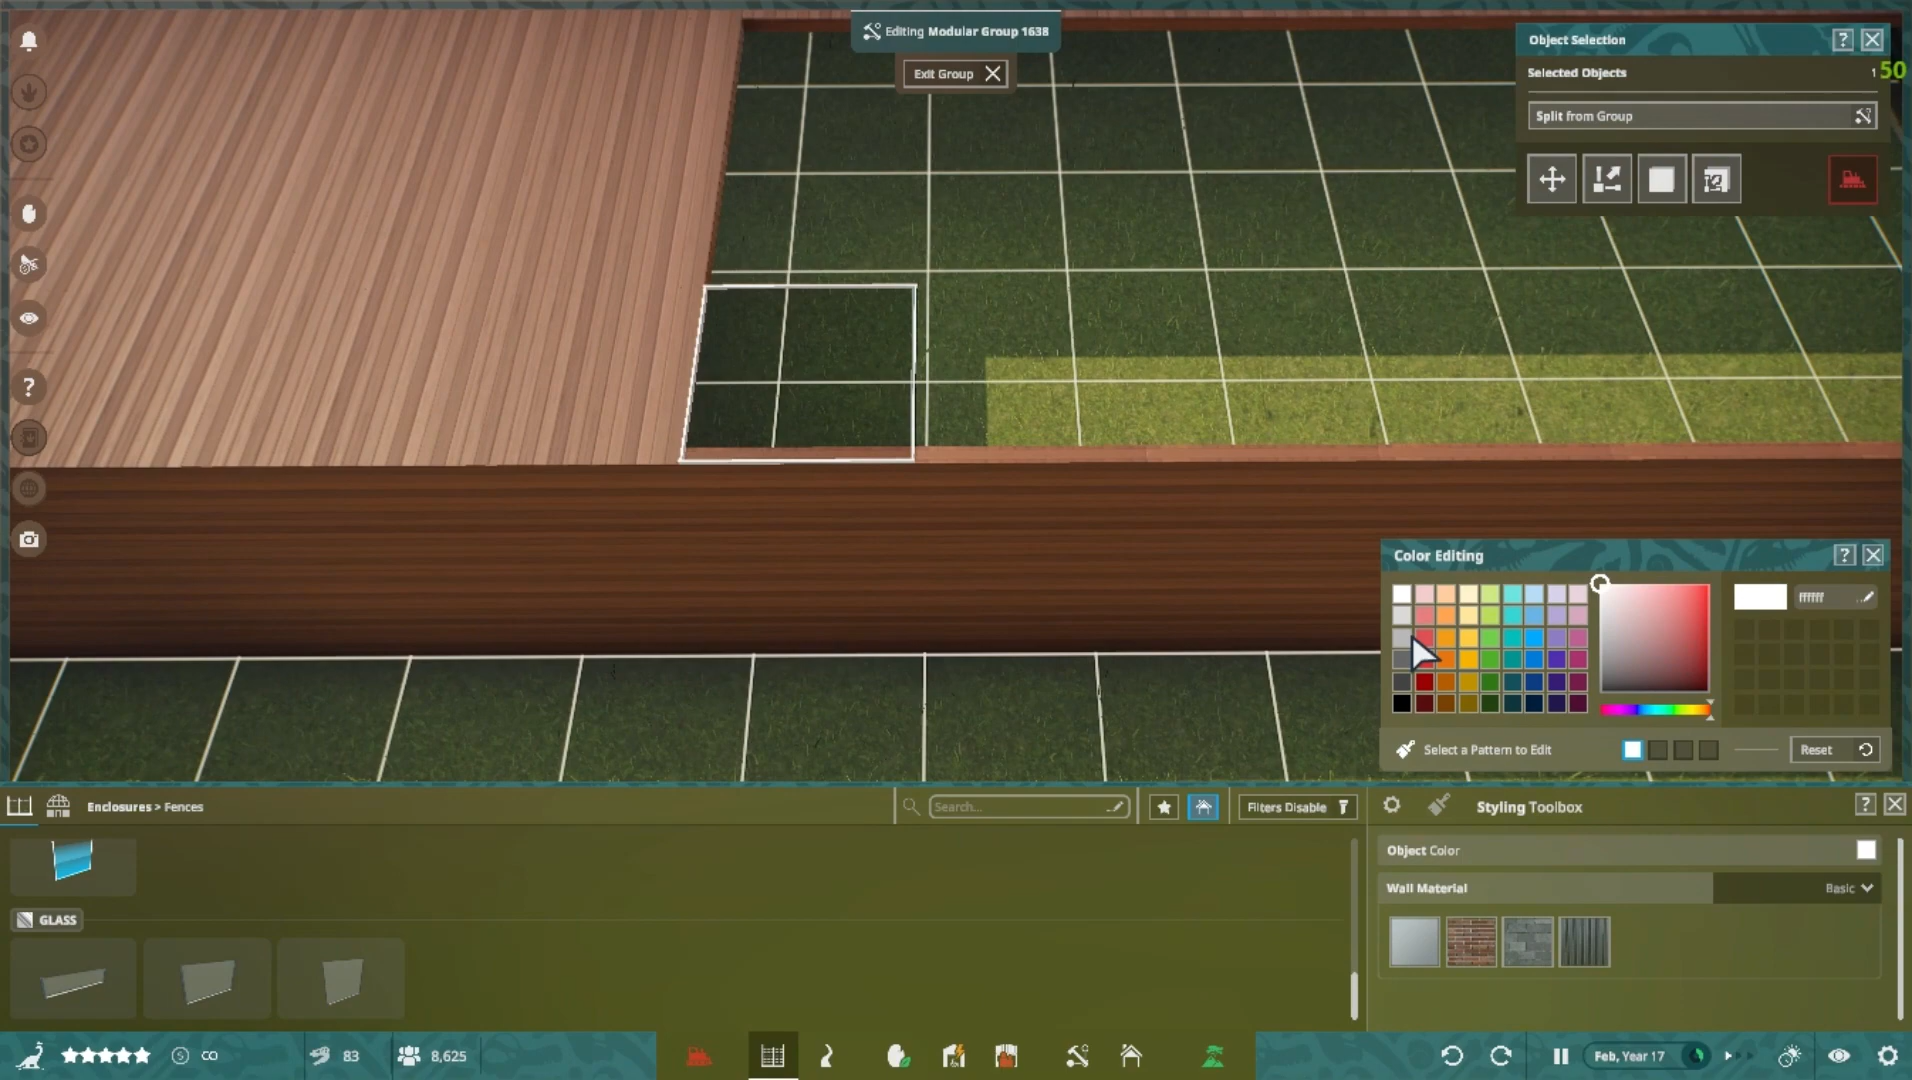 Editing Modular Group 1638
Exit Group
Object Selection
?
Selected Objects
1
50
Split from Group
?
Color Editing
?
ffffff
Select a Pattern to Edit
Reset
Enclosures > Fences
Search...
Filters Disable
Styling Toolbox
?
Object Color
Wall Material
Basic
GLASS
83
8,625
Feb, Year 17